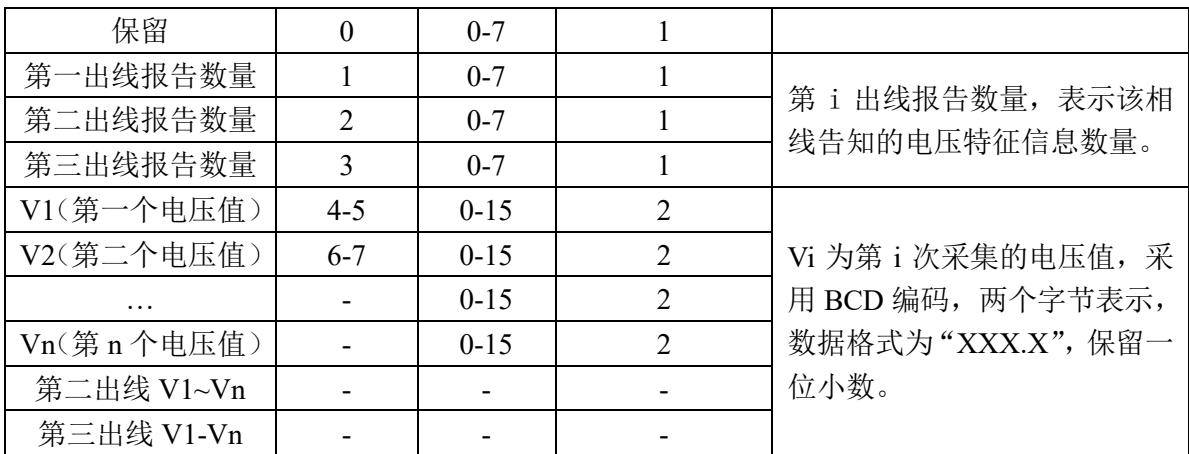 保留 0 0-7 1
第一出线报告数量 1 0-7 1
第二出线报告数量 2 0-7 1
第三出线报告数量 3 0-7 1
第 i 出线报告数量，表示该相
线告知的电压特征信息数量。
V1（第一个电压值） 4-5 0-15 2
V2（第二个电压值） 6-7 0-15 2
… - 0-15 2
Vn（第 n 个电压值） - 0-15 2
第二出线 V1~Vn - - -
第三出线 V1-Vn - - -
Vi 为第 i 次采集的电压值，采
用 BCD 编码，两个字节表示，
数据格式为“XXX.X”，保留一
位小数。